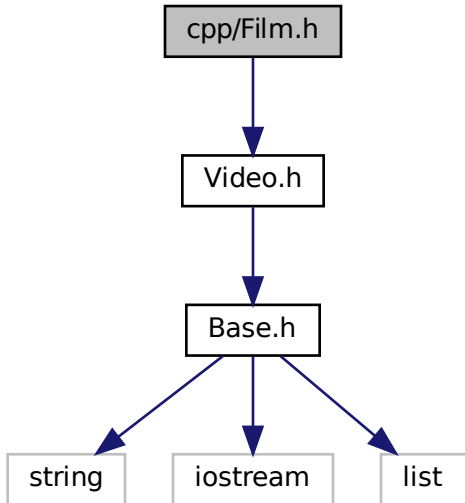 cpp/Film.h
Video.h
Base.h
string
iostream
list